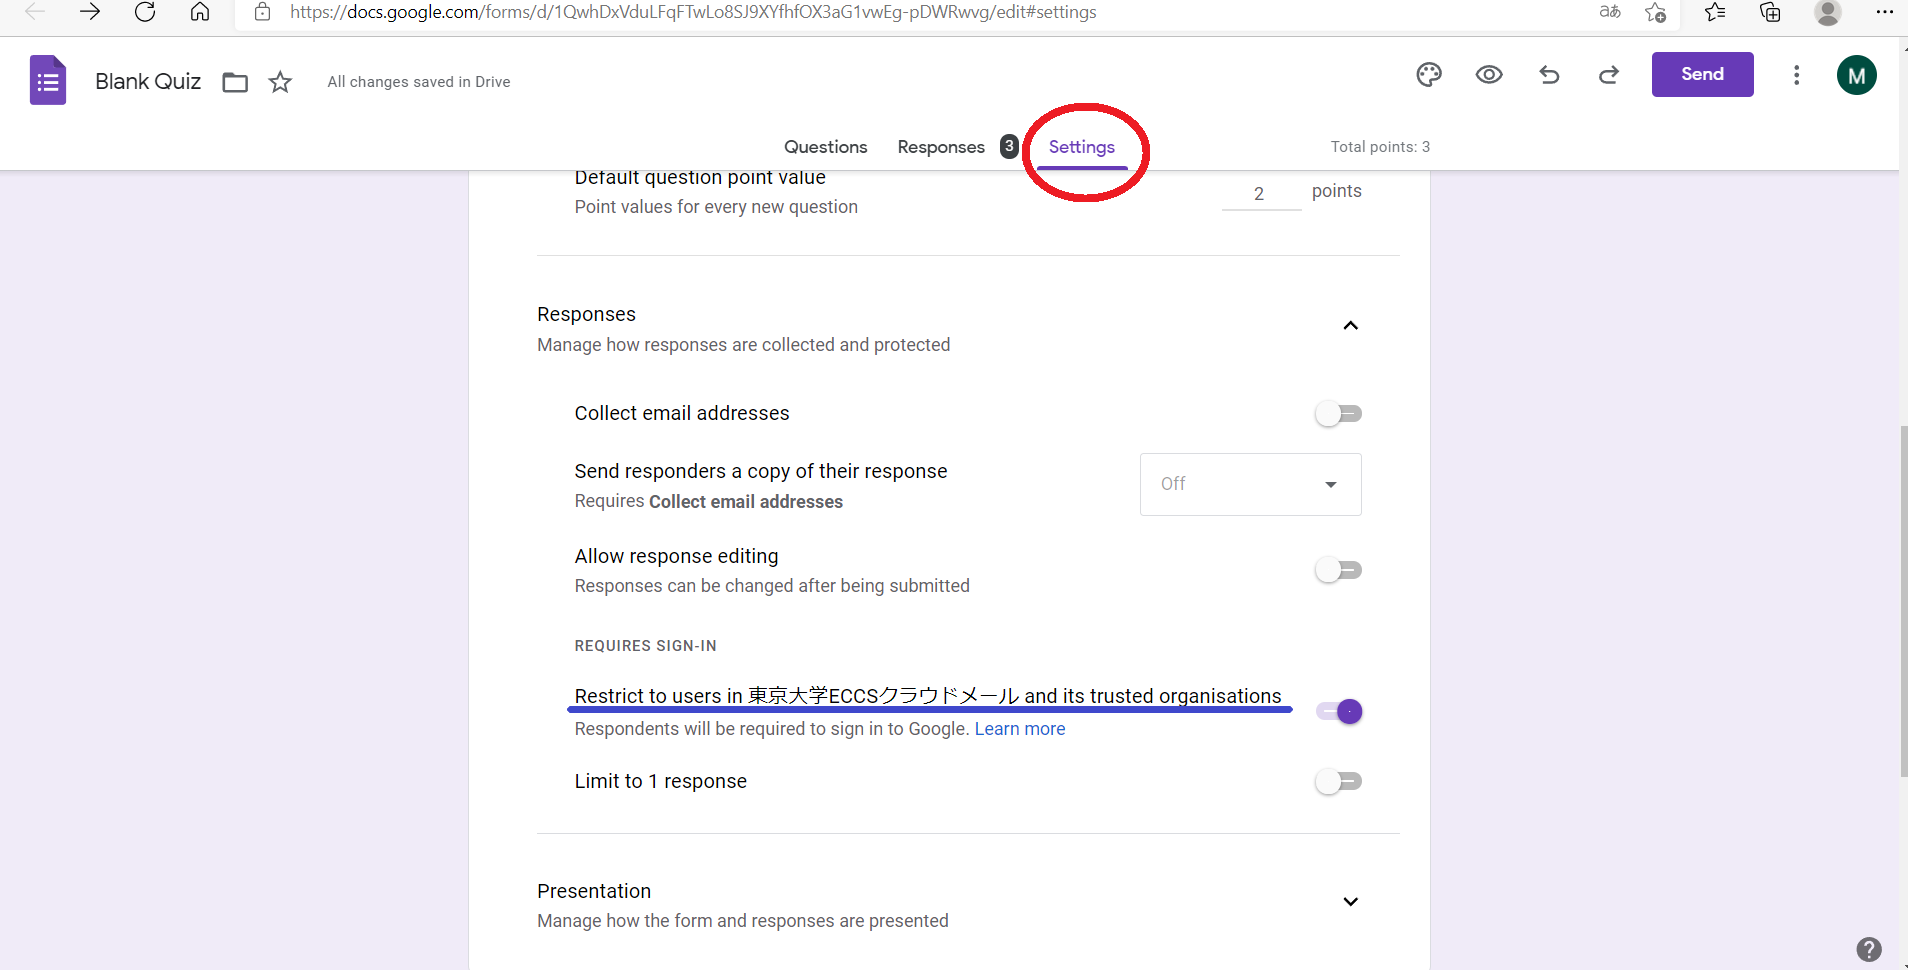 https://docs.google.com/forms/d/1QwhDxVduLFqFTwLo8SJ9XYfhfOX3aG1vwEg-pDWRwvg/edit#settings
aあ
Blank Quiz
All changes saved in Drive
Send
M
Questions
Responses 3
Settings
Total points: 3
Default question point value
Point values for every new question
2 points
Responses
Manage how responses are collected and protected
Collect email addresses
Send responders a copy of their response
Requires Collect email addresses
Off
Allow response editing
Responses can be changed after being submitted
REQUIRES SIGN-IN
Restrict to users in 東京大学ECCSクラウドメール and its trusted organisations
Respondents will be required to sign in to Google. Learn more
Limit to 1 response
Presentation
Manage how the form and responses are presented
?